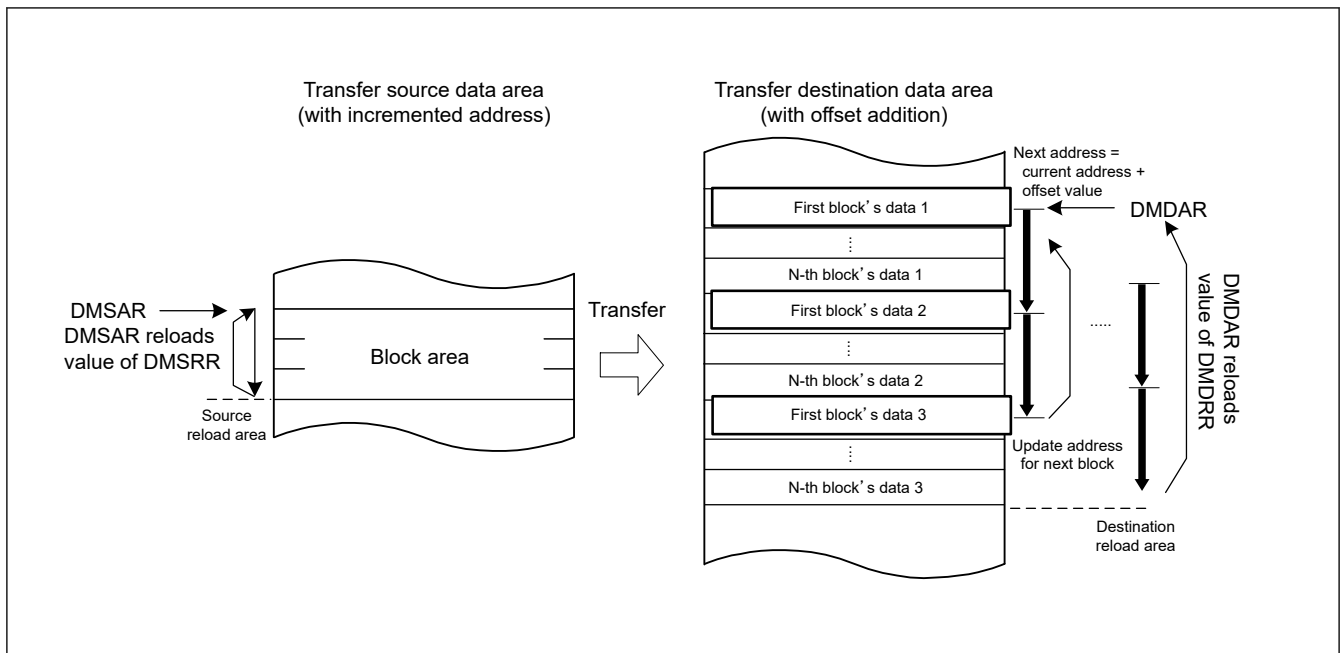 Transfer source data area
(with incremented address)
Transfer destination data area
(with offset addition)
DMSAR
DMSAR reloads
value of DMSRR
Source
reload area
Block area
Transfer
First block’s data 1
⋮
N-th block’s data 1
First block’s data 2
⋮
N-th block’s data 2
First block’s data 3
⋮
N-th block’s data 3
Next address =
current address +
offset value
DMDAR
.....
Update address
for next block
DMDAR reloads
value of DMDRR
Destination
reload area